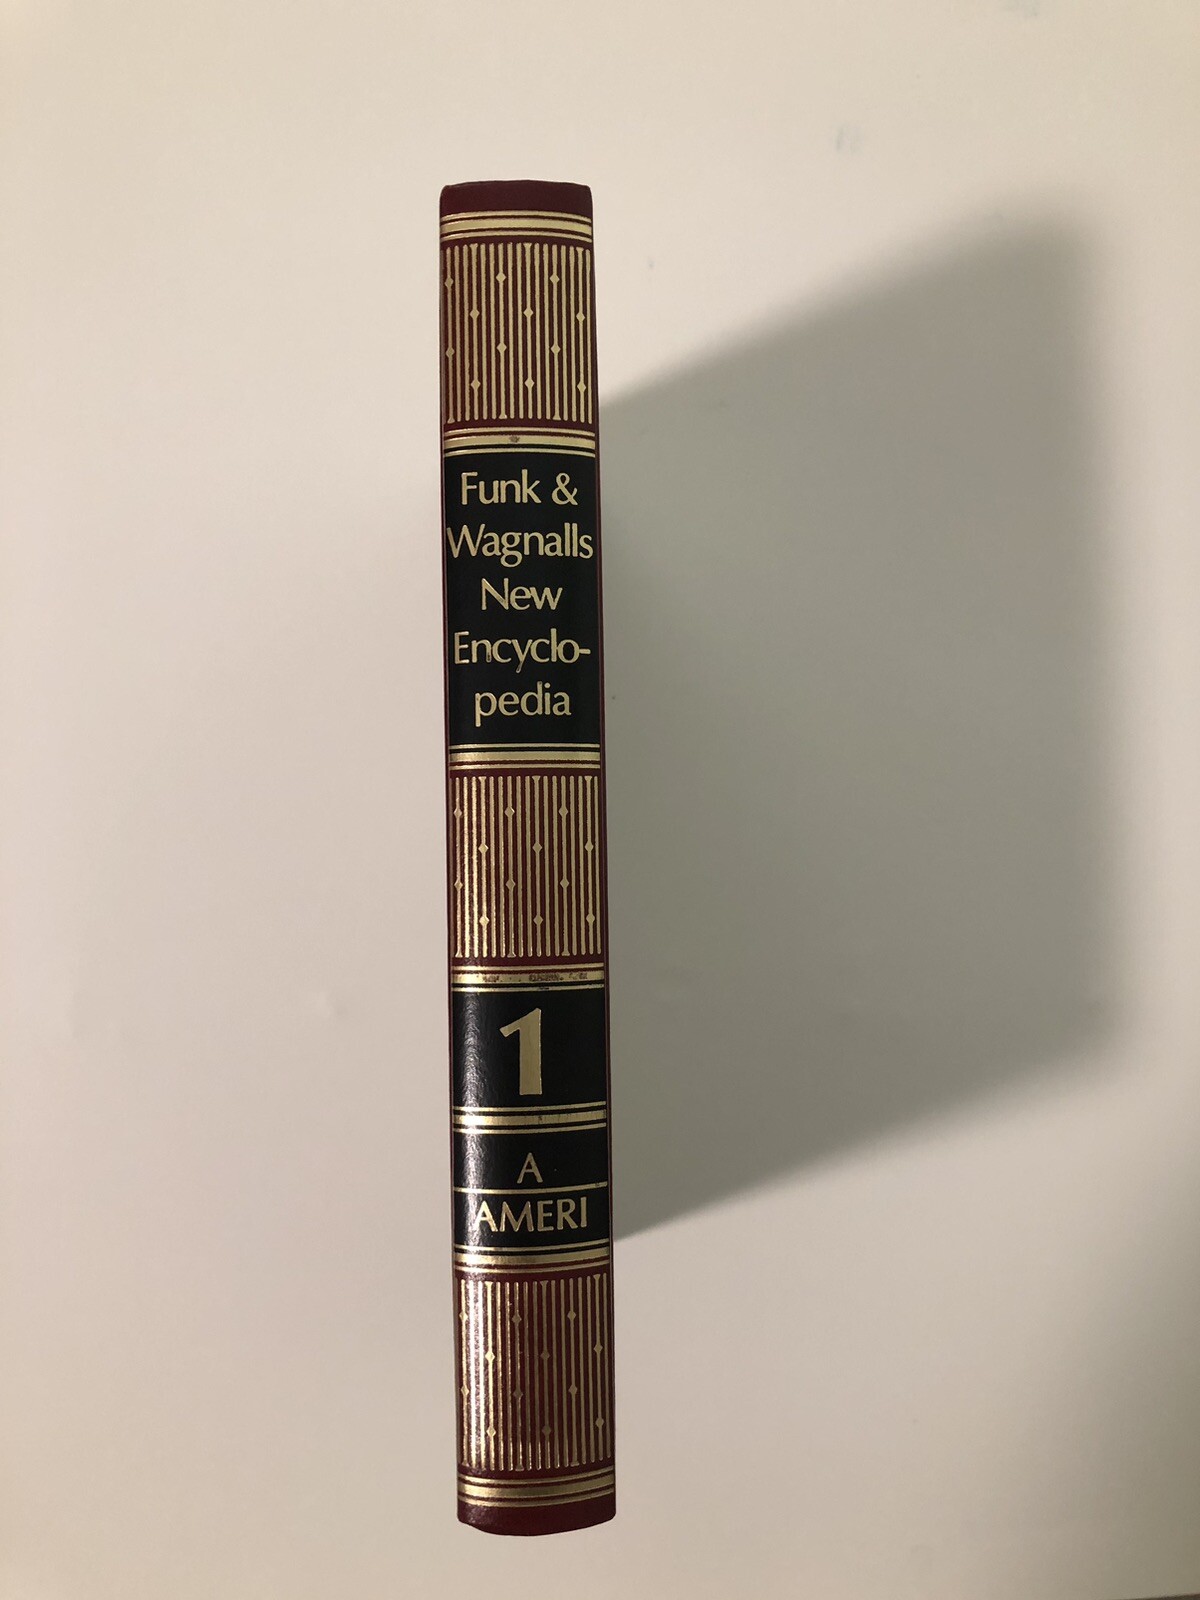 Funk &
Wagnalls
New
Encyclo-
pedia
1
A
AMERI